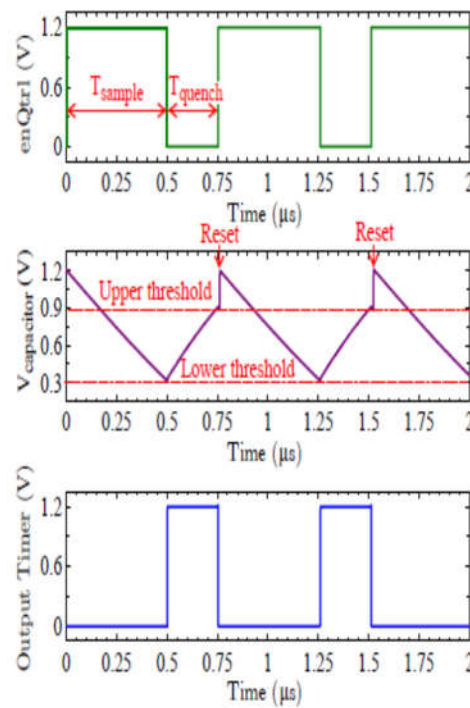 enQtr1 (V)
1.2
0.6
0
T_sample
T_quench
0 0.25 0.5 0.75 1 1.25 1.5 1.75 2
Time (μs)
Reset Reset
V_capacitor (V)
1.2
0.9
0.6
0.3
Upper threshold
Lower threshold
0 0.25 0.5 0.75 1 1.25 1.5 1.75 2
Time (μs)
Output Timer (V)
1.2
0.6
0
0 0.25 0.5 0.75 1 1.25 1.5 1.75 2
Time (μs)